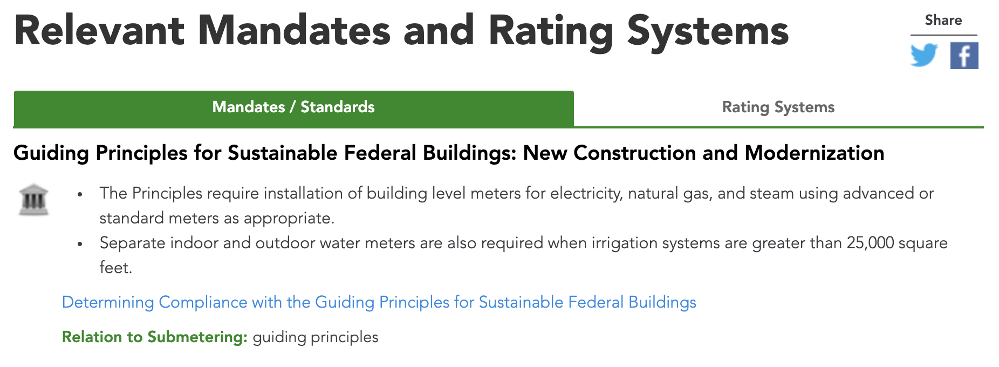 Relevant Mandates and Rating Systems
Share
Mandates / Standards
Rating Systems
Guiding Principles for Sustainable Federal Buildings: New Construction and Modernization
• The Principles require installation of building level meters for electricity, natural gas, and steam using advanced or
standard meters as appropriate.
• Separate indoor and outdoor water meters are also required when irrigation systems are greater than 25,000 square
feet.
Determining Compliance with the Guiding Principles for Sustainable Federal Buildings
Relation to Submetering: guiding principles